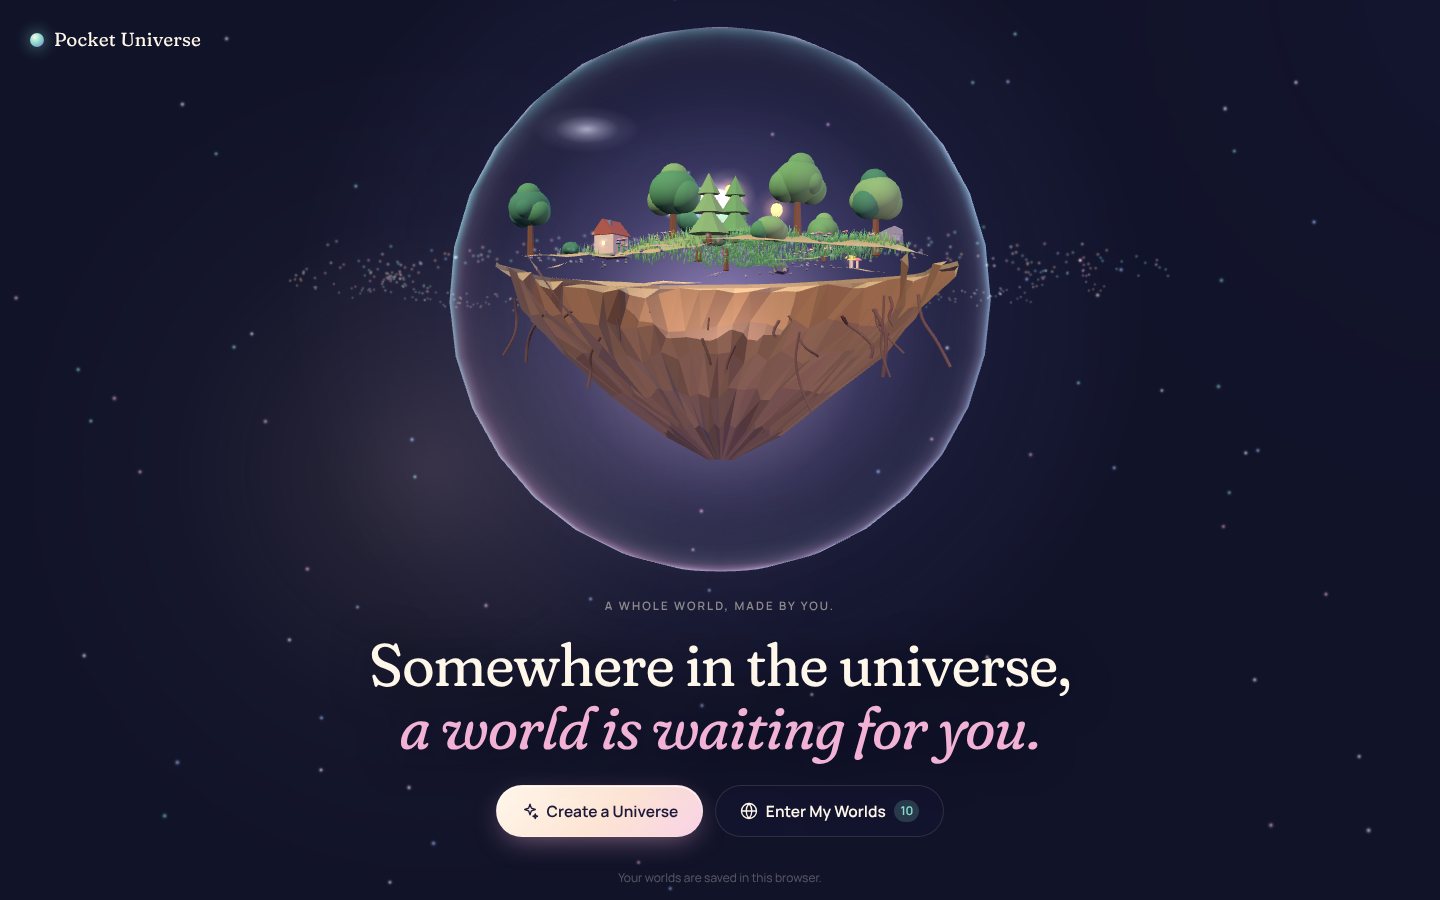 Pocket Universe
A WHOLE WORLD, MADE BY YOU.
Somewhere in the universe,
a world is waiting for you.
Create a Universe
Enter My Worlds 10
Your worlds are saved in this browser.